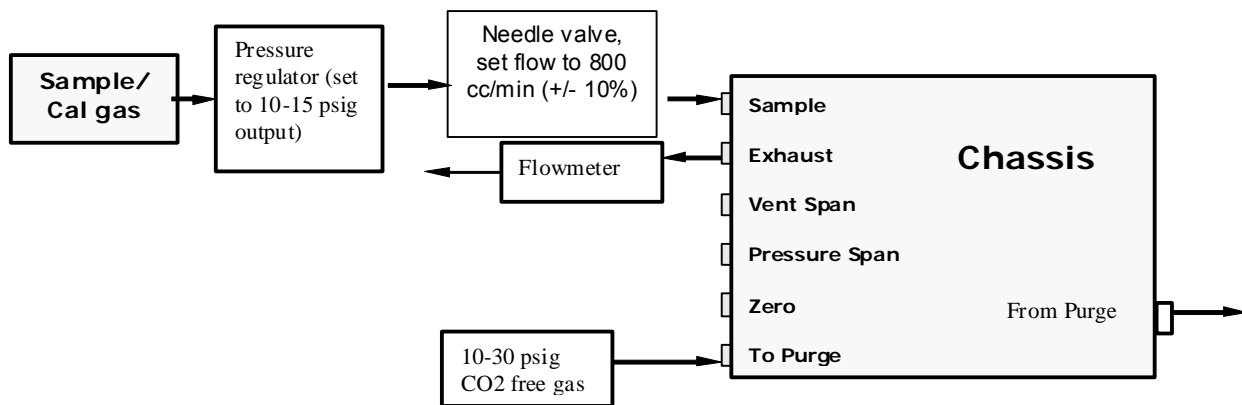 Sample/
Cal gas
Pressure
regulator (set
to 10-15 psig
output)
Needle valve,
set flow to 800
cc/min (+/- 10%)
Flowmeter
Chassis
Sample
Exhaust
Vent Span
Pressure Span
Zero
To Purge
From Purge
10-30 psig
CO2 free gas